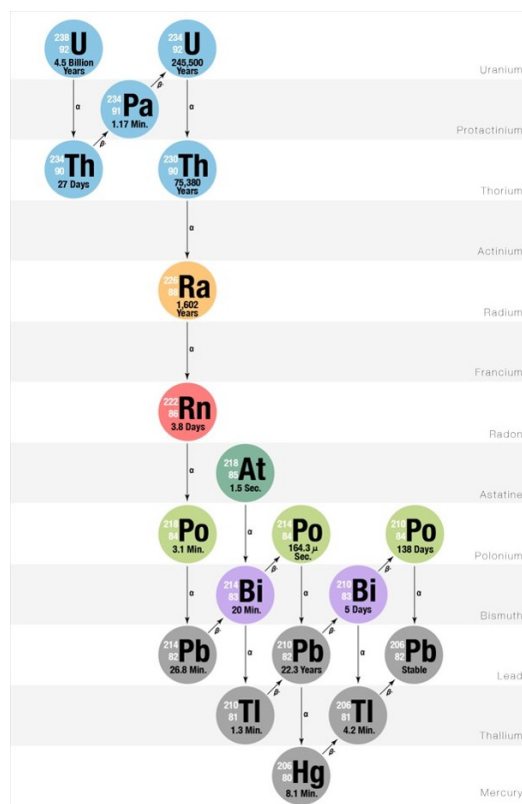 238
92 U
4.5 Billion
Years
234
92 U
245,500
Years
Uranium
α
β-
234
91 Pa
1.17 Min.
β-
α
Protactinium
234
90 Th
27 Days
230
90 Th
75,380
Years
Thorium
α
Actinium
226
88 Ra
1,602
Years
Radium
α
Francium
222
86 Rn
3.8 Days
Radon
α
218
85 At
1.5 Sec.
Astatine
218
84 Po
3.1 Min.
α
214
84 Po
164.3 μ
Sec.
210
84 Po
138 Days
Polonium
α
β-
214
83 Bi
20 Min.
β-
α
210
83 Bi
5 Days
β-
α
Bismuth
214
82 Pb
26.8 Min.
β-
α
210
82 Pb
22.3 Years
β-
α
206
82 Pb
Stable
Lead
210
81 Tl
1.3 Min.
β-
α
206
81 Tl
4.2 Min.
β-
Thallium
206
80 Hg
8.1 Min.
β-
Mercury